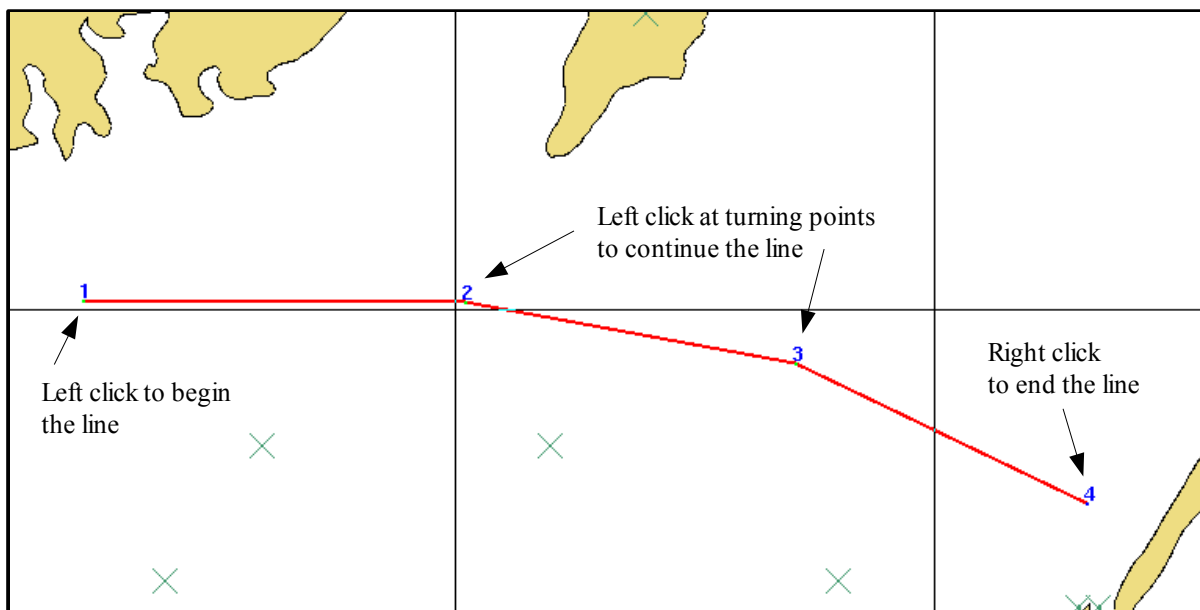 Left click at turning points
to continue the line
1
2
3
Left click to begin
the line
Right click
to end the line
4